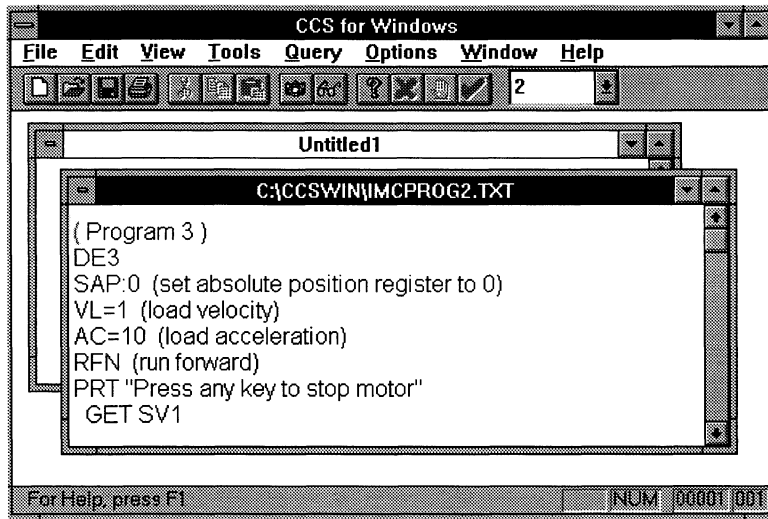 CCS for Windows
File Edit View Tools Query Options Window Help
2
Untitled1
C:\CCSWIN\IMCPROG2.TXT
( Program 3 )
DE3
SAP:0 (set absolute position register to 0)
VL=1 (load velocity)
AC=10 (load acceleration)
RFN (run forward)
PRT "Press any key to stop motor"
GET SV1
For Help, press F1
NUM 00001 001